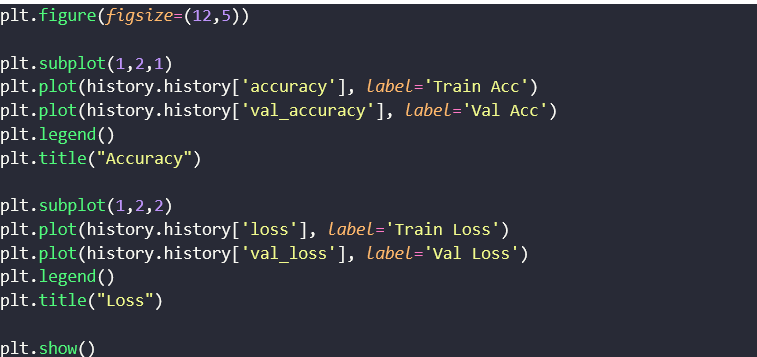 plt.figure(figsize=(12,5))
plt.subplot(1,2,1)
plt.plot(history.history['accuracy'], label='Train Acc')
plt.plot(history.history['val_accuracy'], label='Val Acc')
plt.legend()
plt.title("Accuracy")
plt.subplot(1,2,2)
plt.plot(history.history['loss'], label='Train Loss')
plt.plot(history.history['val_loss'], label='Val Loss')
plt.legend()
plt.title("Loss")
plt.show()